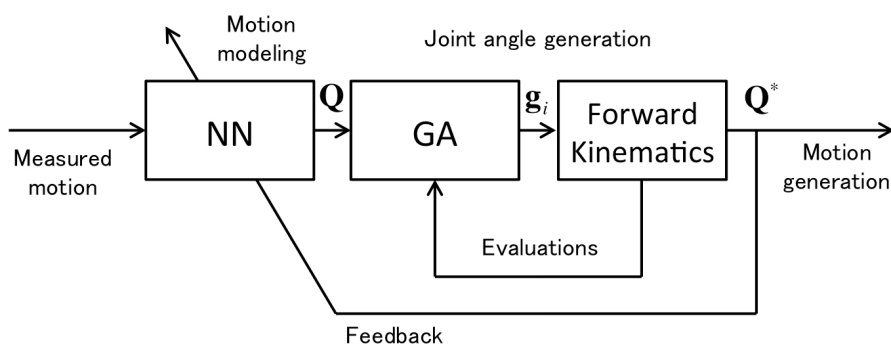 Motion
modeling
Joint angle generation
Q
g_i
Q*
NN
GA
Forward
Kinematics
Measured
motion
Motion
generation
Evaluations
Feedback